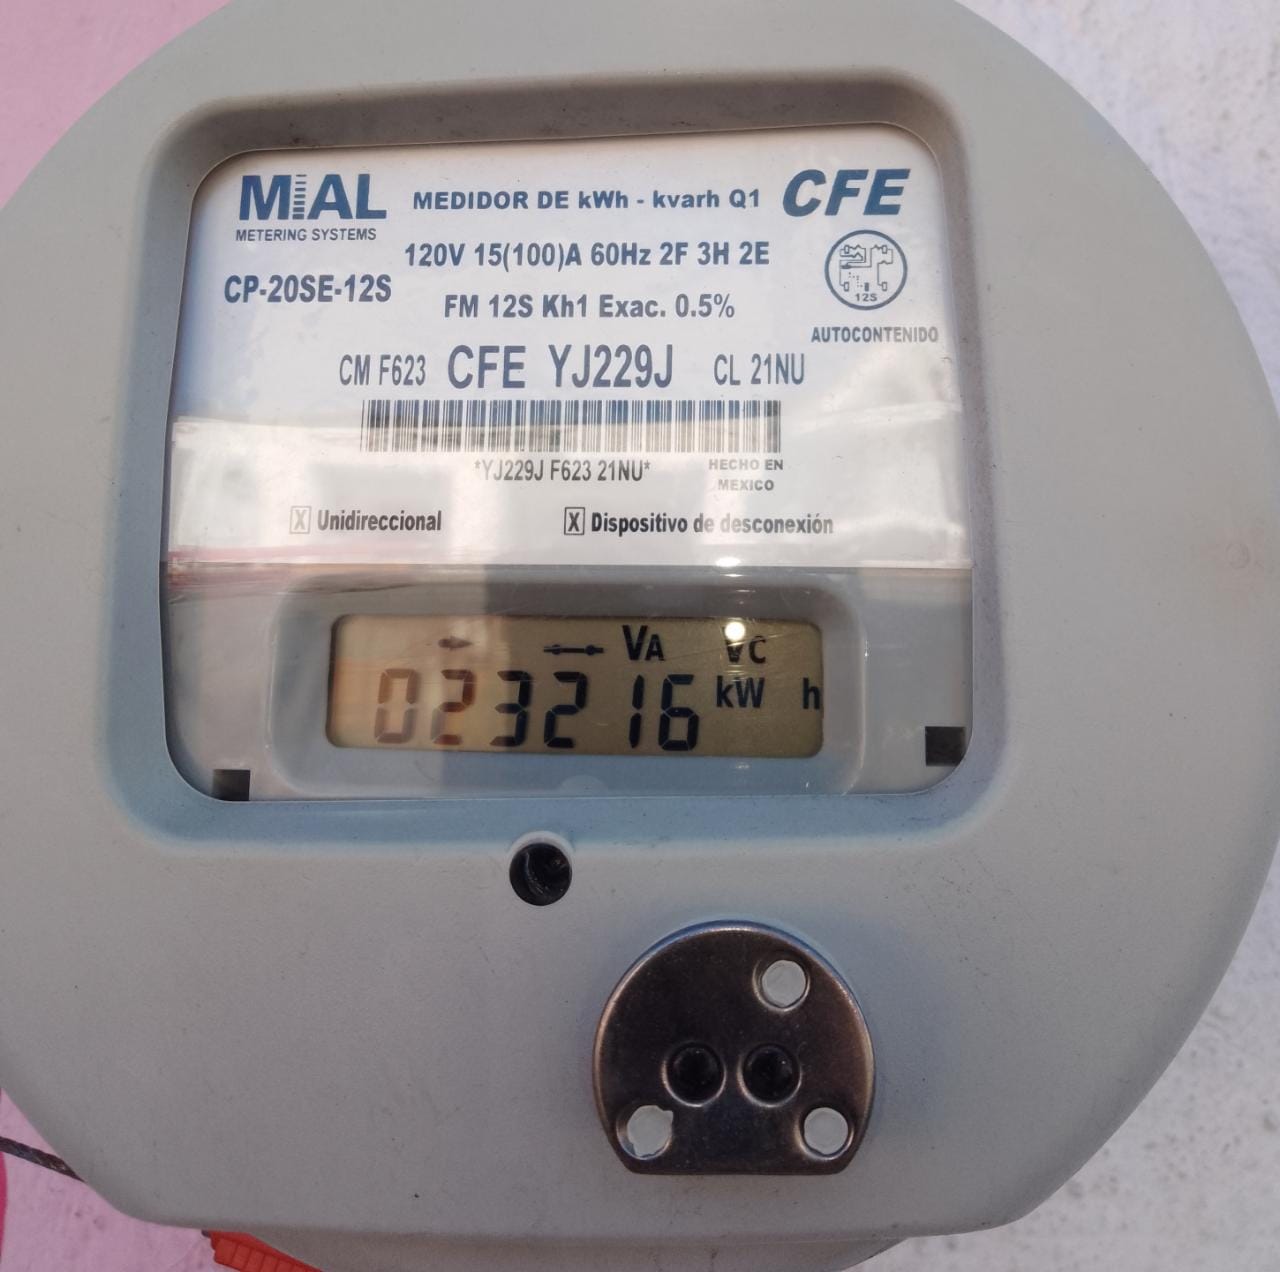 MIAL
METERING SYSTEMS
MEDIDOR DE kWh - kvarh Q1
CFE
120V 15(100)A 60Hz 2F 3H 2E
CP-20SE-12S
FM 12S Kh1 Exac. 0.5%
12S
AUTOCONTENIDO
CM F623 CFE YJ229J CL 21NU
*YJ229J F623 21NU*
HECHO EN
MEXICO
X Unidireccional
X Dispositivo de desconexión
VA VC
023216 kW h